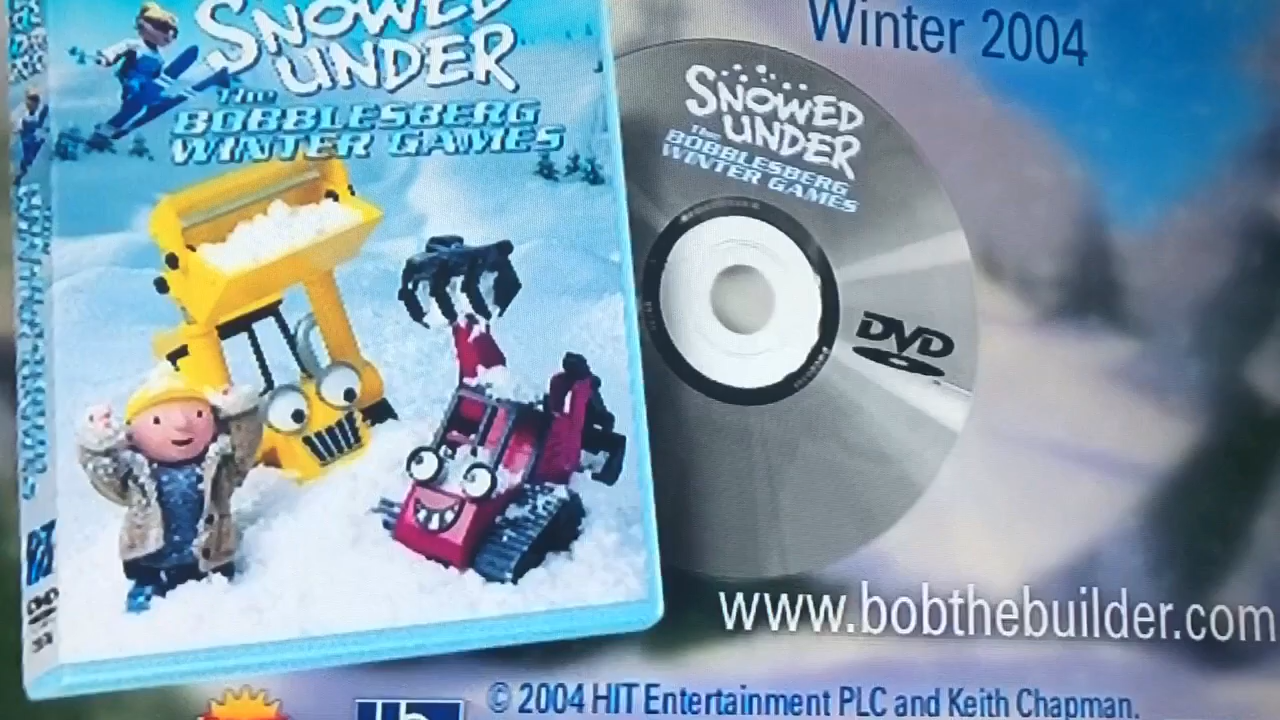 SNOWED
UNDER
The
BOBBLESBERG
WINTER GAMES
Winter 2004
SNOWED
UNDER
The
BOBBLESBERG
WINTER GAMES
DVD
www.bobthebuilder.com
© 2004 HIT Entertainment PLC and Keith Chapman.